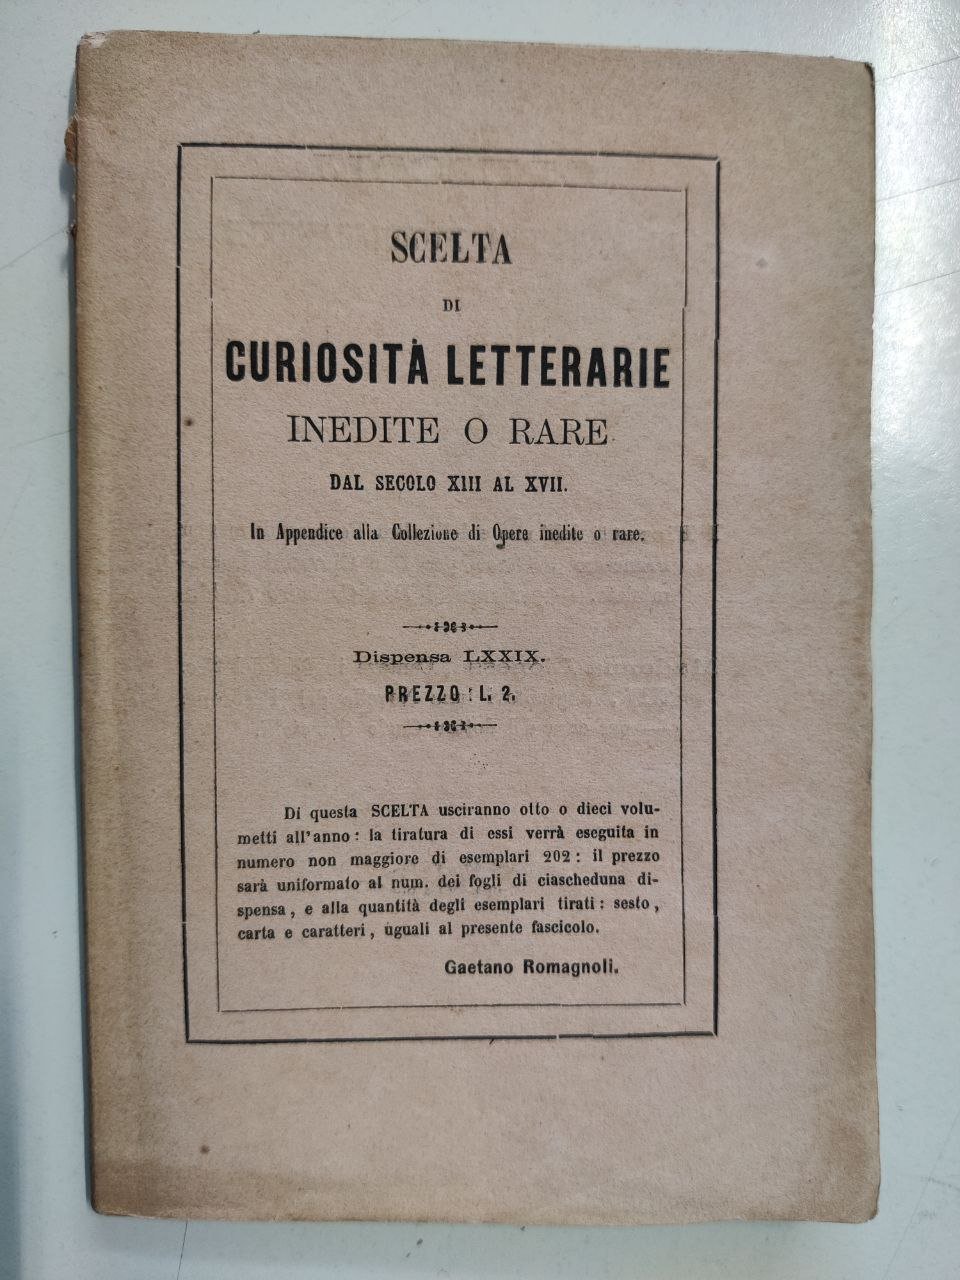 SCELTA
DI
CURIOSITÀ LETTERARIE
INEDITE O RARE
DAL SECOLO XIII AL XVII.
In Appendice alla Collezione di Opere inedite o rare.
Dispensa LXXIX.
PREZZO L. 2.
Di questa SCELTA usciranno otto o dieci volu-
metti all'anno: la tiratura di essi verrà eseguita in
numero non maggiore di esemplari 202: il prezzo
sarà uniformato al num. dei fogli di ciascheduna di-
spensa, e alla quantità degli esemplari tirati: sesto,
carta e caratteri, uguali al presente fascicolo.
Gaetano Romagnoli.